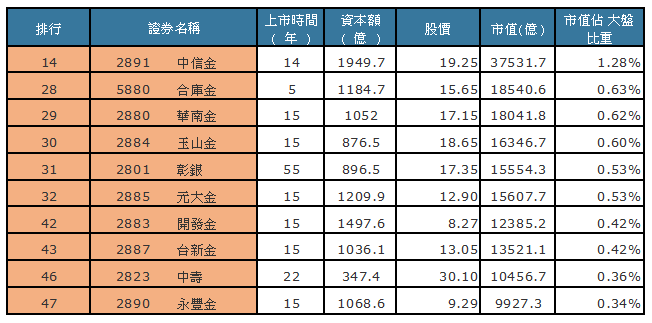 排行 證券名稱 上市時間 ( 年 ) 資本額 ( 億 ) 股價 市值(億) 市值佔 大盤 比重
14 2891 中信金 14 1949.7 19.25 37531.7 1.28%
28 5880 合庫金 5 1184.7 15.65 18540.6 0.63%
29 2880 華南金 15 1052 17.15 18041.8 0.62%
30 2884 玉山金 15 876.5 18.65 16346.7 0.60%
31 2801 彰銀 55 896.5 17.35 15554.3 0.53%
32 2885 元大金 15 1209.9 12.90 15607.7 0.53%
42 2883 開發金 15 1497.6 8.27 12385.2 0.42%
43 2887 台新金 15 1036.1 13.05 13521.1 0.42%
46 2823 中壽 22 347.4 30.10 10456.7 0.36%
47 2890 永豐金 15 1068.6 9.29 9927.3 0.34%